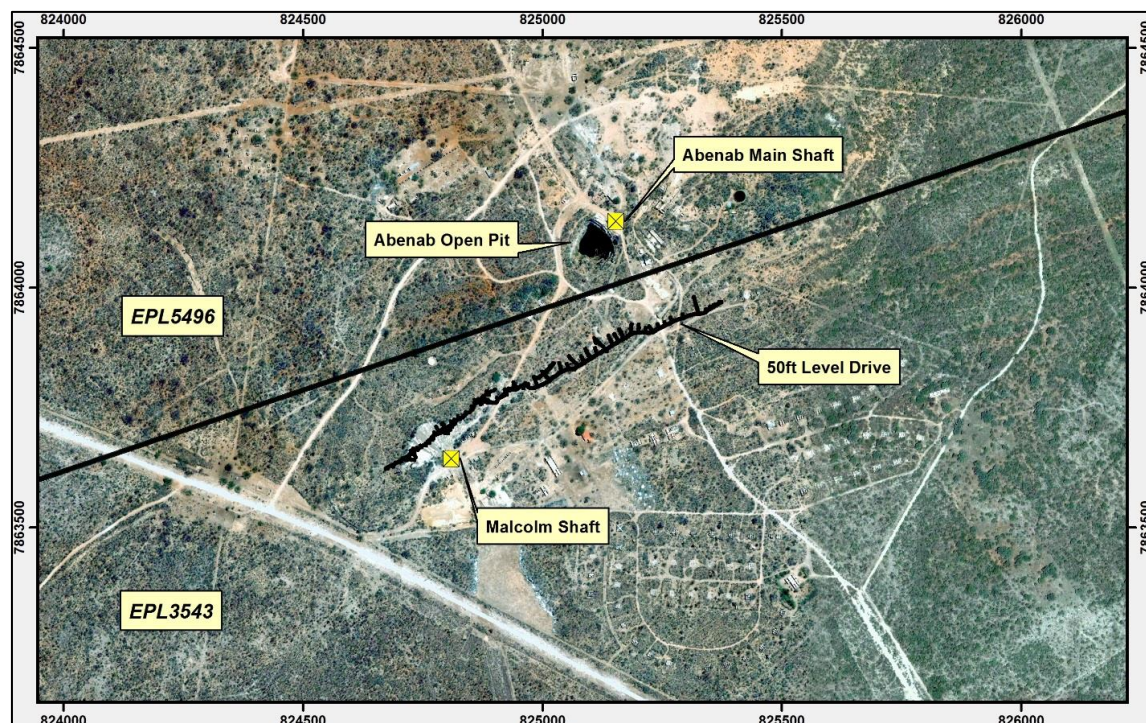 824000 824500 825000 825500 826000
7864500
7864500
Abenab Main Shaft
Abenab Open Pit
7864000
7864000
EPL5496
50ft Level Drive
Malcolm Shaft
7863500
7863500
EPL3543
824000 824500 825000 825500 826000